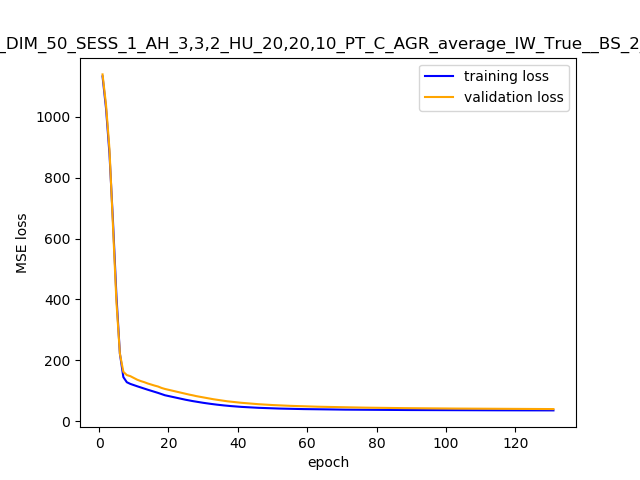 _DIM_50_SESS_1_AH_3,3,2_HU_20,20,10_PT_C_AGR_average_IW_True__BS_2_
training loss
validation loss
1000
800
600
400
200
0
MSE loss
0 20 40 60 80 100 120
epoch